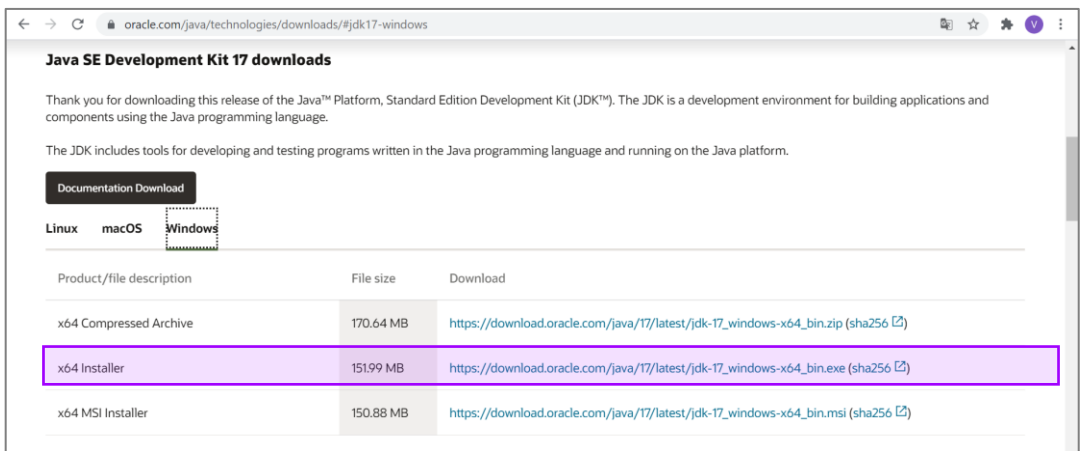 oracle.com/java/technologies/downloads/#jdk17-windows
V
Java SE Development Kit 17 downloads
Thank you for downloading this release of the Java™ Platform, Standard Edition Development Kit (JDK™). The JDK is a development environment for building applications and
components using the Java programming language.
The JDK includes tools for developing and testing programs written in the Java programming language and running on the Java platform.
Documentation Download
Linux macOS Windows
Product/file description File size Download
x64 Compressed Archive 170.64 MB https://download.oracle.com/java/17/latest/jdk-17_windows-x64_bin.zip (sha256)
x64 Installer 151.99 MB https://download.oracle.com/java/17/latest/jdk-17_windows-x64_bin.exe (sha256)
x64 MSI Installer 150.88 MB https://download.oracle.com/java/17/latest/jdk-17_windows-x64_bin.msi (sha256)